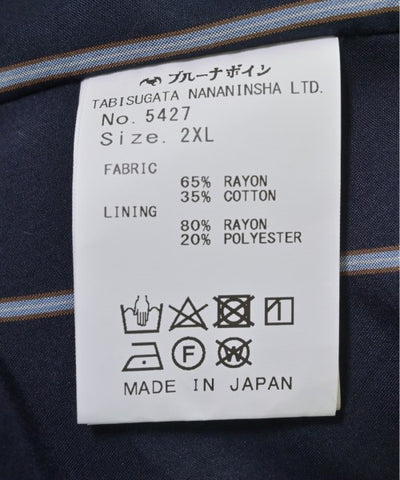 ブルーナボイン
TABISUGATA NANANINSHA LTD.
No. 5427
Size. 2XL
FABRIC
65% RAYON
35% COTTON
LINING
80% RAYON
20% POLYESTER
1
F W
MADE IN JAPAN